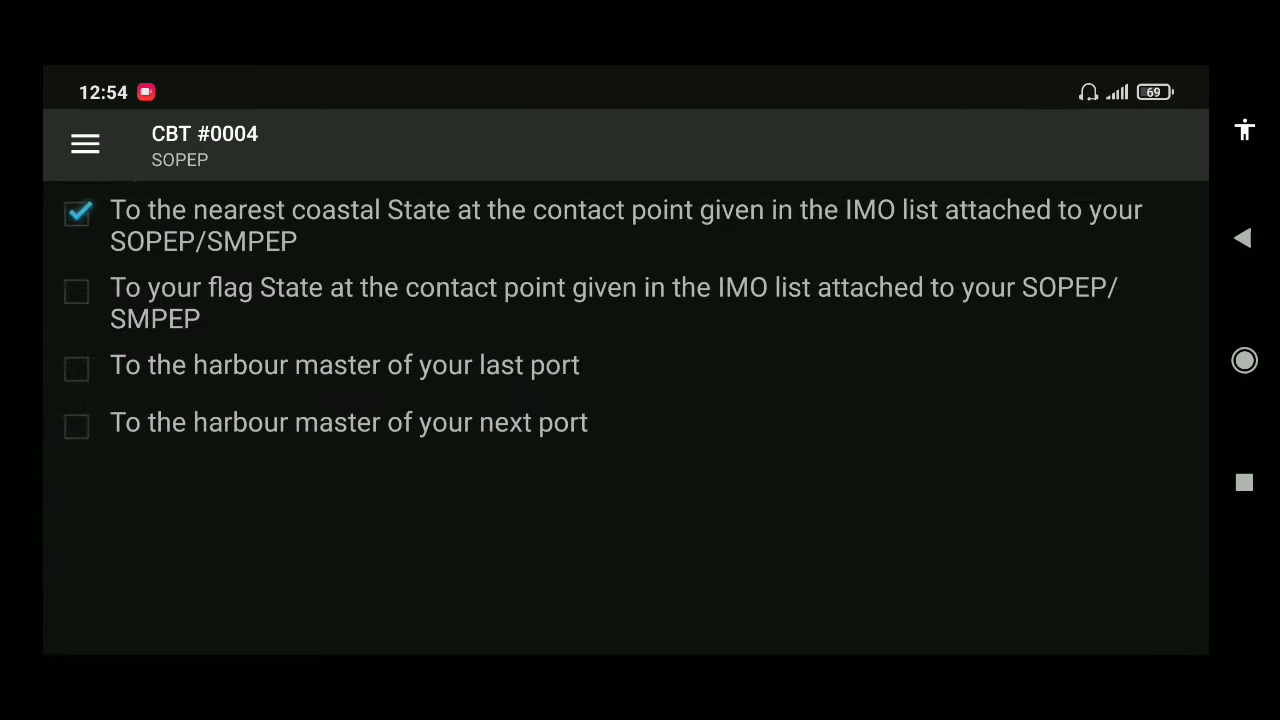 12:54
69
CBT #0004
SOPEP
To the nearest coastal State at the contact point given in the IMO list attached to your
SOPEP/SMPEP
To your flag State at the contact point given in the IMO list attached to your SOPEP/
SMPEP
To the harbour master of your last port
To the harbour master of your next port